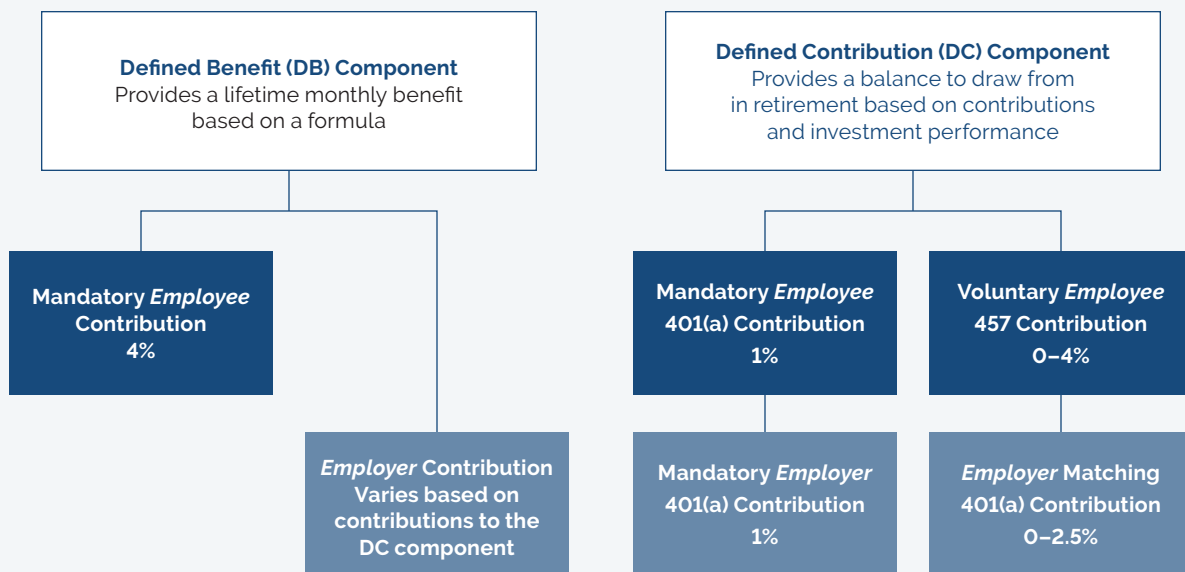 Defined Benefit (DB) Component
Provides a lifetime monthly benefit
based on a formula
Defined Contribution (DC) Component
Provides a balance to draw from
in retirement based on contributions
and investment performance
Mandatory Employee
Contribution
4%
Mandatory Employee
401(a) Contribution
1%
Voluntary Employee
457 Contribution
0–4%
Employer Contribution
Varies based on
contributions to the
DC component
Mandatory Employer
401(a) Contribution
1%
Employer Matching
401(a) Contribution
0–2.5%